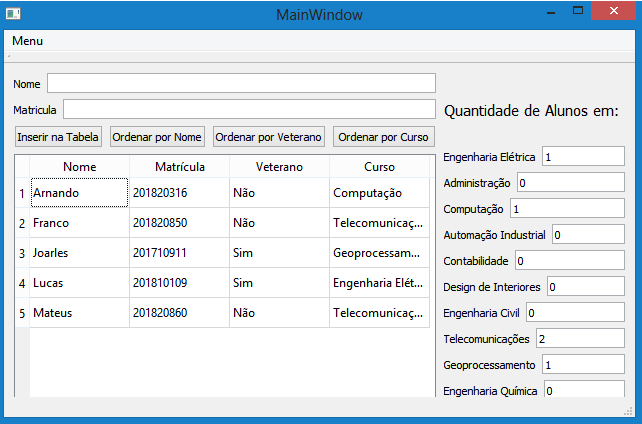 MainWindow
Menu
Nome
Matricula
Inserir na Tabela Ordenar por Nome Ordenar por Veterano Ordenar por Curso
Nome Matrícula Veterano Curso
1 Arnando 201820316 Não Computação
2 Franco 201820850 Não Telecomunicaç...
3 Joarles 201710911 Sim Geoprocessam...
4 Lucas 201810109 Sim Engenharia Elét...
5 Mateus 201820860 Não Telecomunicaç...
Quantidade de Alunos em:
Engenharia Elétrica 1
Administração 0
Computação 1
Automação Industrial 0
Contabilidade 0
Design de Interiores 0
Engenharia Civil 0
Telecomunicações 2
Geoprocessamento 1
Engenharia Química 0